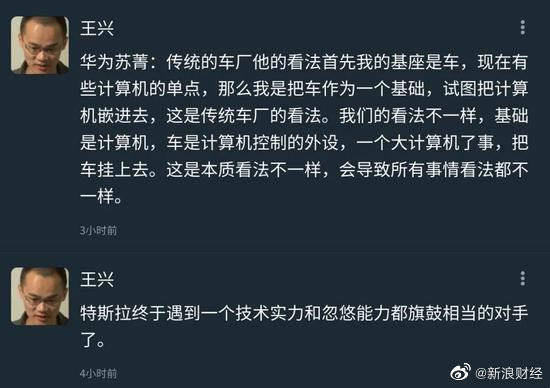 王兴
华为苏菁：传统的车厂他的看法首先我的基座是车，现在有
些计算机的单点，那么我是把车作为一个基础，试图把计算
机嵌进去，这是传统车厂的看法。我们的看法不一样，基础
是计算机，车是计算机控制的外设，一个大计算机了事，把
车挂上去。这是本质看法不一样，会导致所有事情看法都不
一样。
3小时前
王兴
特斯拉终于遇到一个技术实力和忽悠能力都旗鼓相当的对手
了。
4小时前
@新浪财经